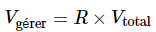 V_gérer = R × V_total